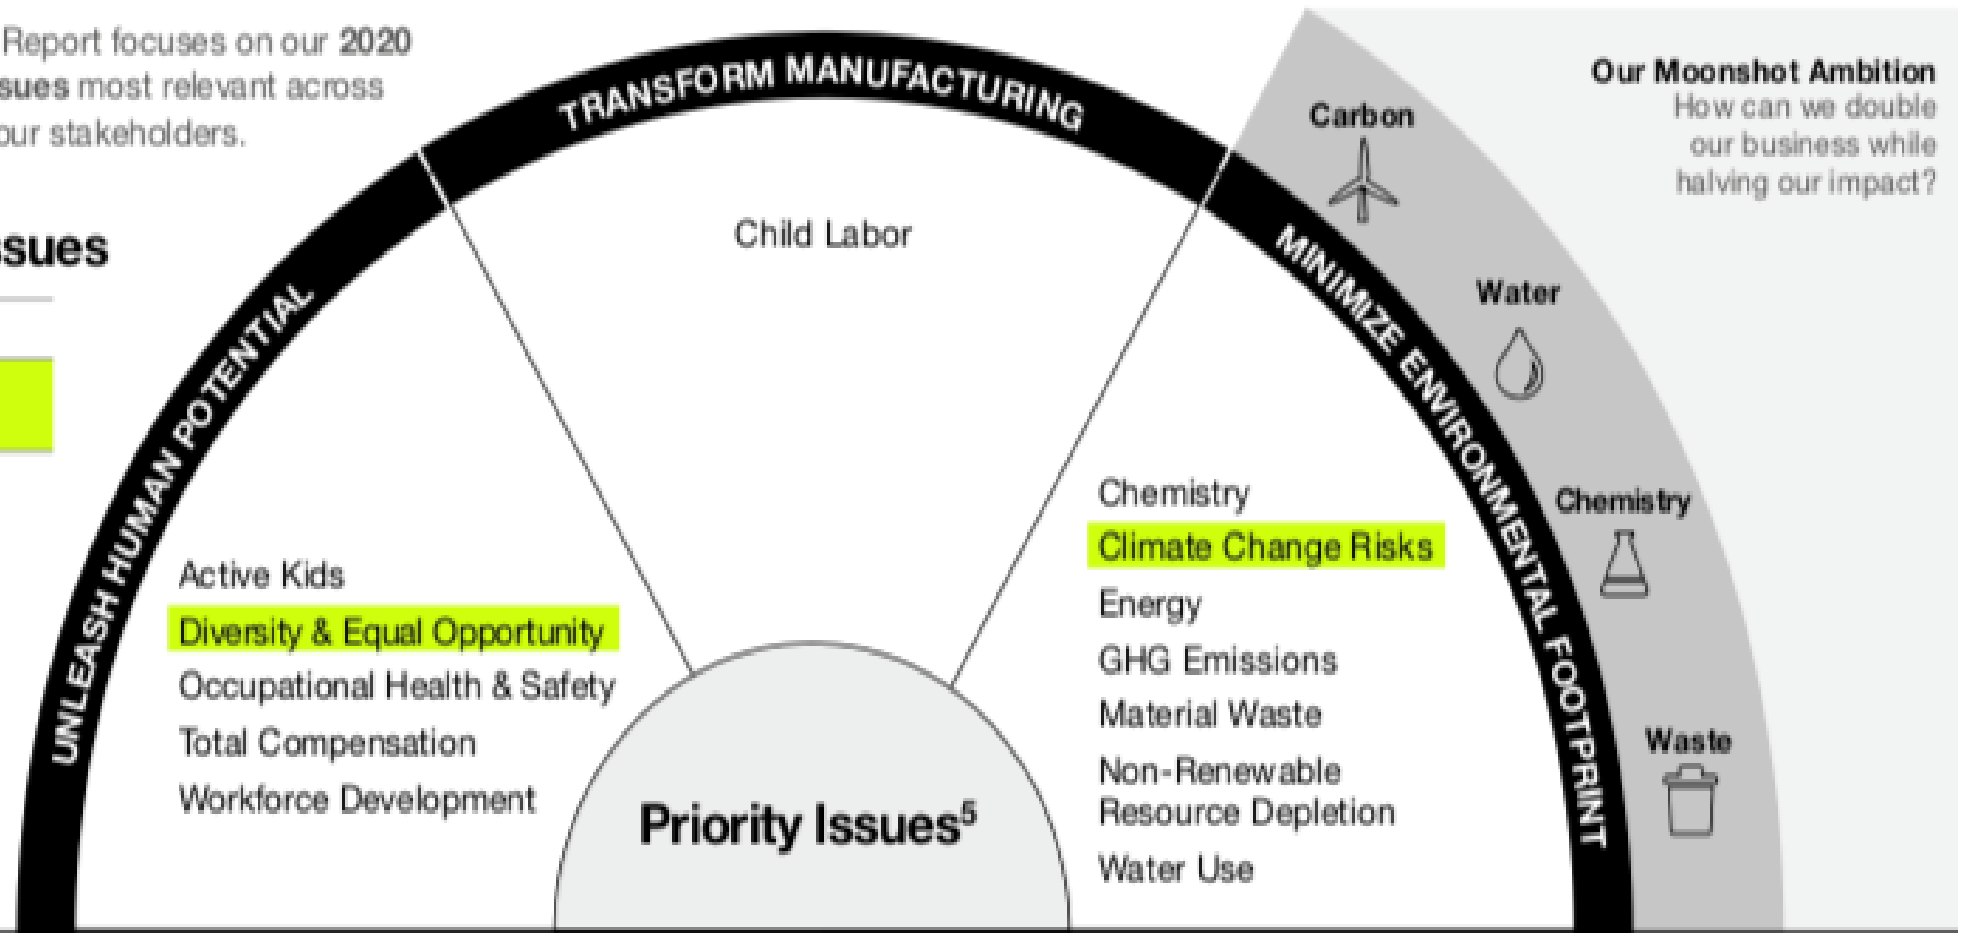 Report focuses on our 2020
sues most relevant across
our stakeholders.
ssues
TRANSFORM MANUFACTURING
Child Labor
UNLEASH HUMAN POTENTIAL
Active Kids
Diversity & Equal Opportunity
Occupational Health & Safety
Total Compensation
Workforce Development
Priority Issues⁵
MINIMIZE ENVIRONMENTAL FOOTPRINT
Chemistry
Climate Change Risks
Energy
GHG Emissions
Material Waste
Non-Renewable
Resource Depletion
Water Use
Carbon
Water
Chemistry
Waste
Our Moonshot Ambition
How can we double
our business while
halving our impact?